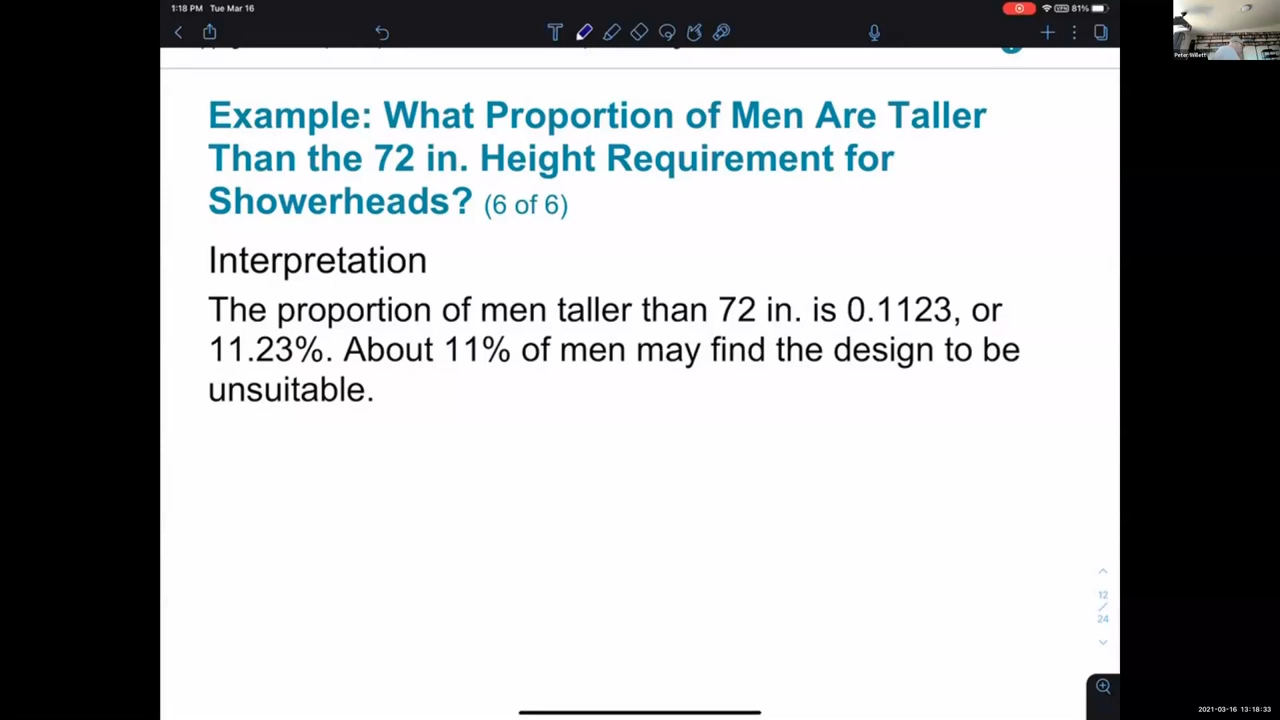 1:18 PM Tue Mar 16
VPN 81%
Peter Willett
Example: What Proportion of Men Are Taller
Than the 72 in. Height Requirement for
Showerheads? (6 of 6)
Interpretation
The proportion of men taller than 72 in. is 0.1123, or
11.23%. About 11% of men may find the design to be
unsuitable.
12
/
24
2021-03-16 13:18:33